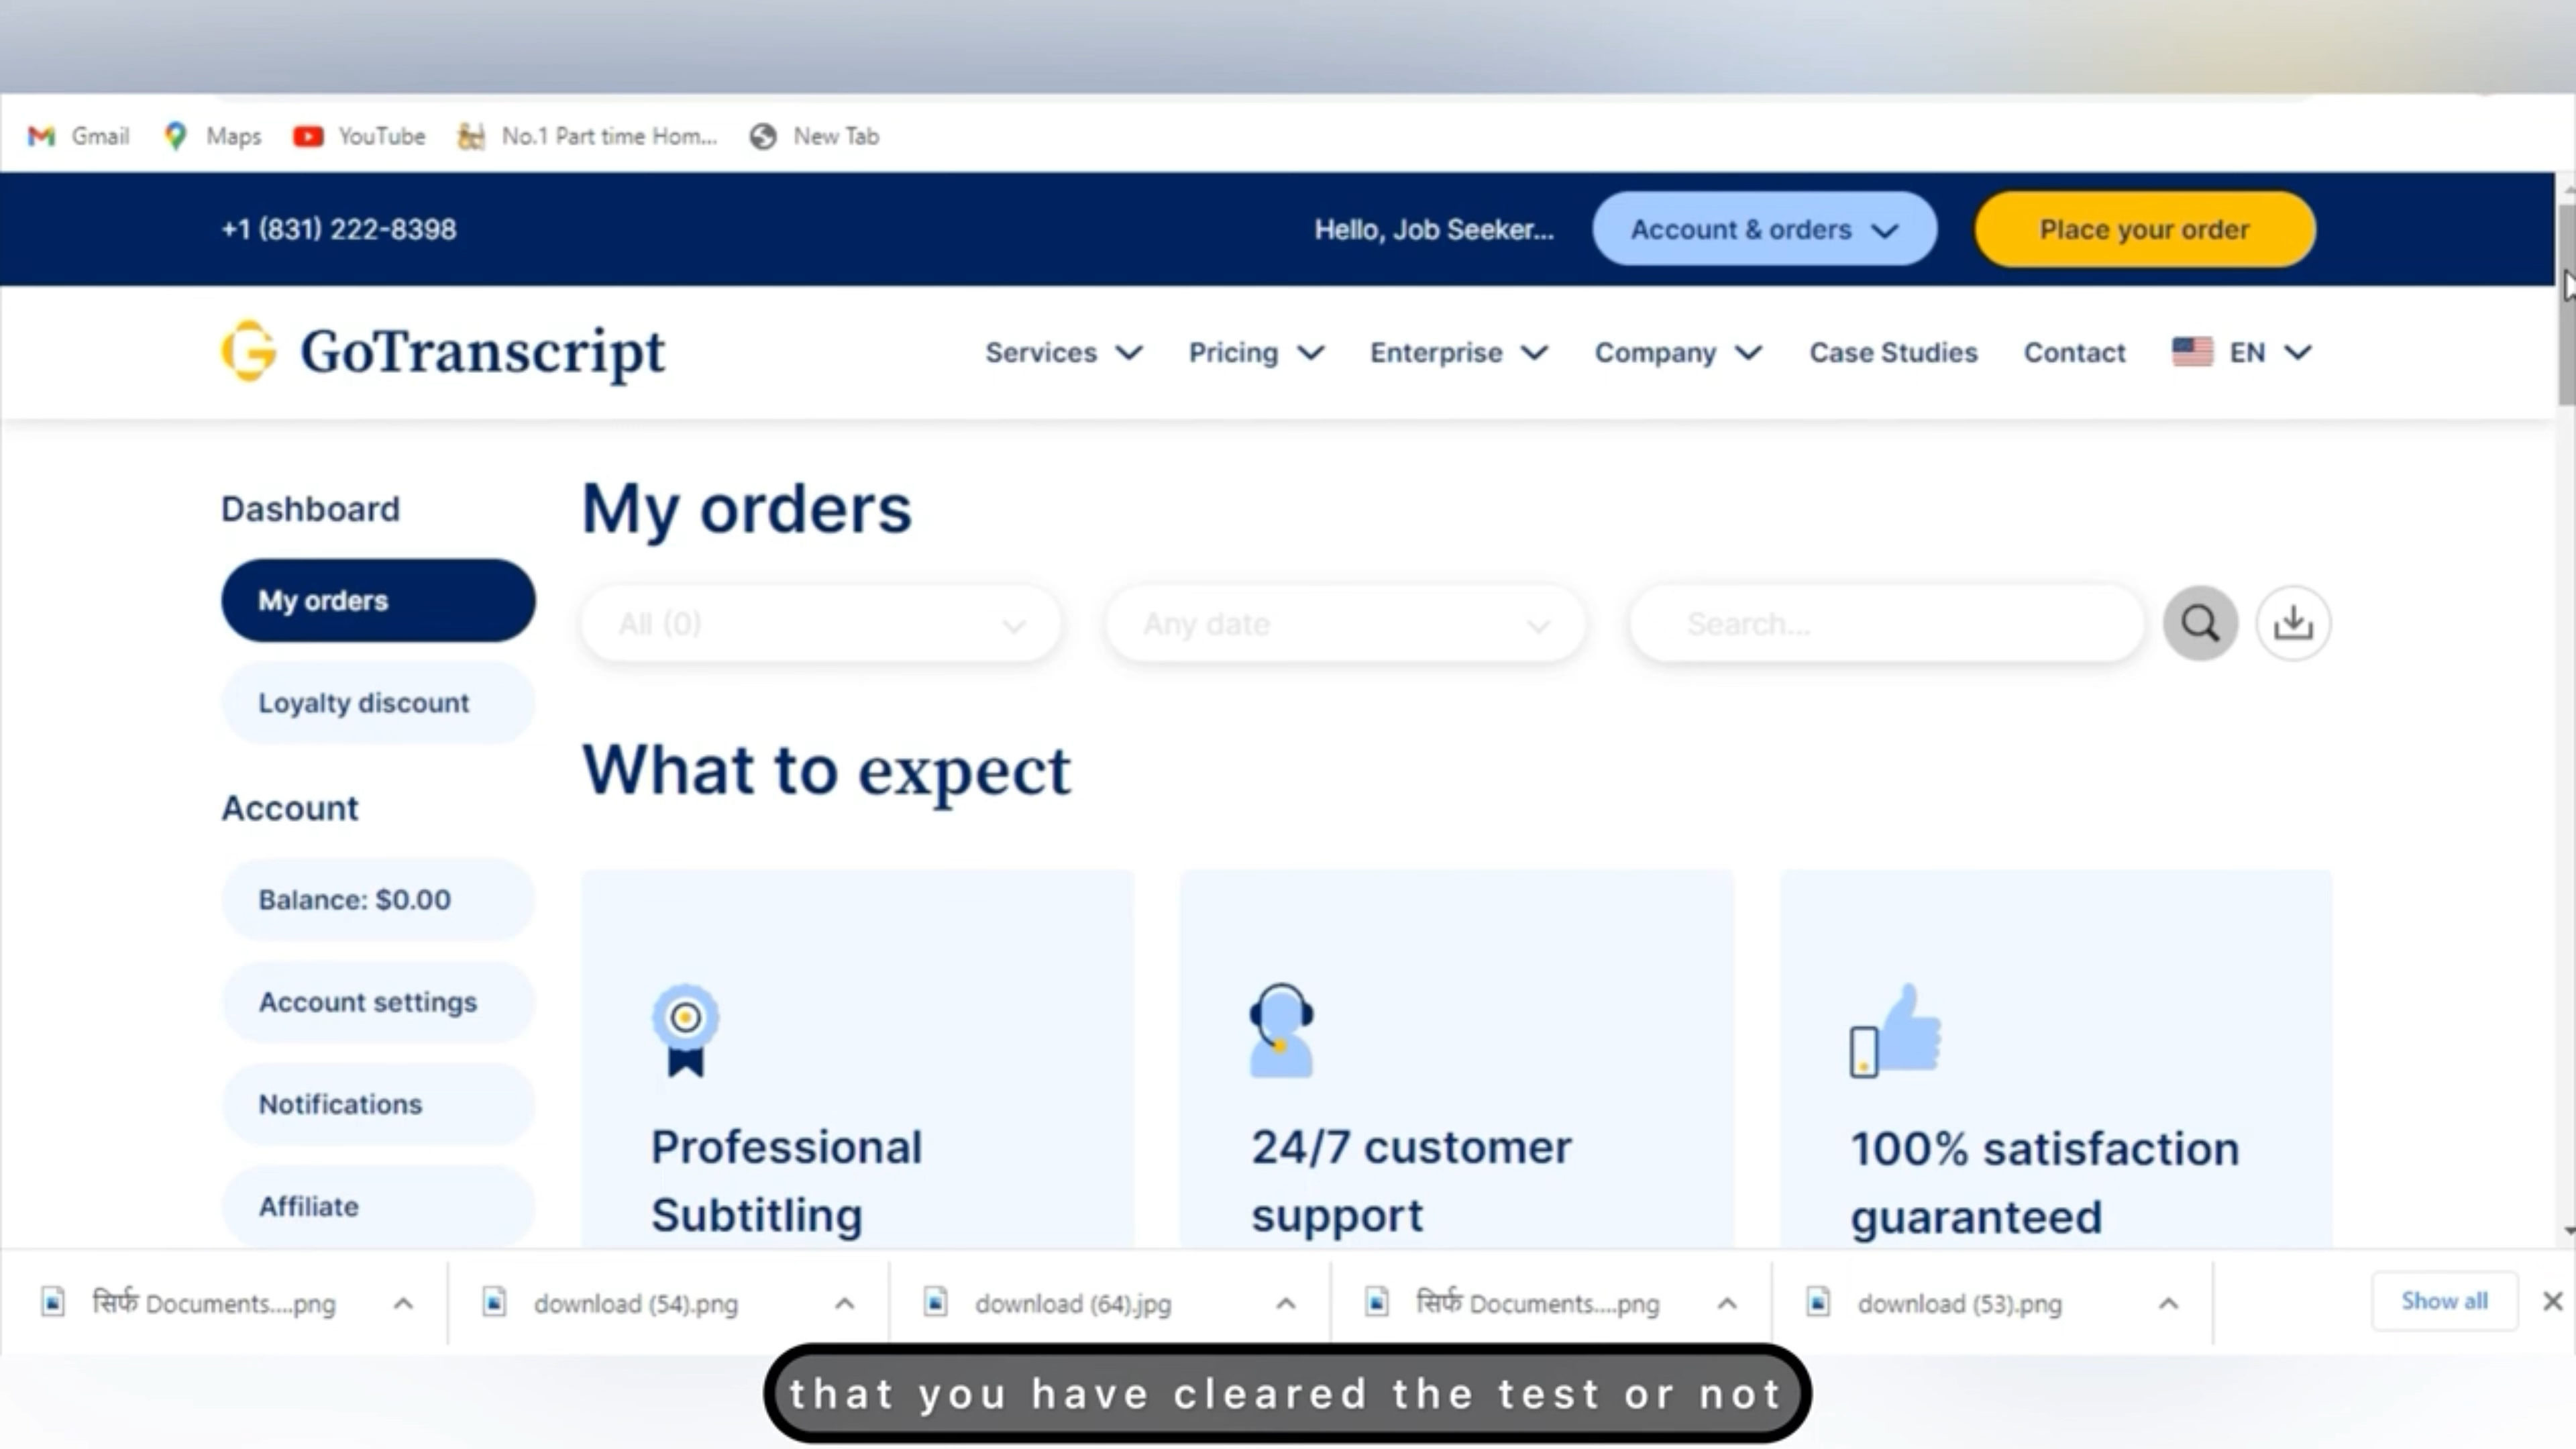 Gmail Maps YouTube No.1 Part time Hom... New Tab
+1 (831) 222-8398 Hello, Job Seeker... Account & orders Place your order
GoTranscript Services Pricing Enterprise Company Case Studies Contact EN
Dashboard
My orders
Loyalty discount
Account
Balance: $0.00
Account settings
Notifications
Affiliate
My orders
All (0) Any date Search...
What to expect
Professional
Subtitling
24/7 customer
support
100% satisfaction
guaranteed
सिर्फ Documents....png download (54).png download (64).jpg सिर्फ Documents....png download (53).png Show all
that you have cleared the test or not